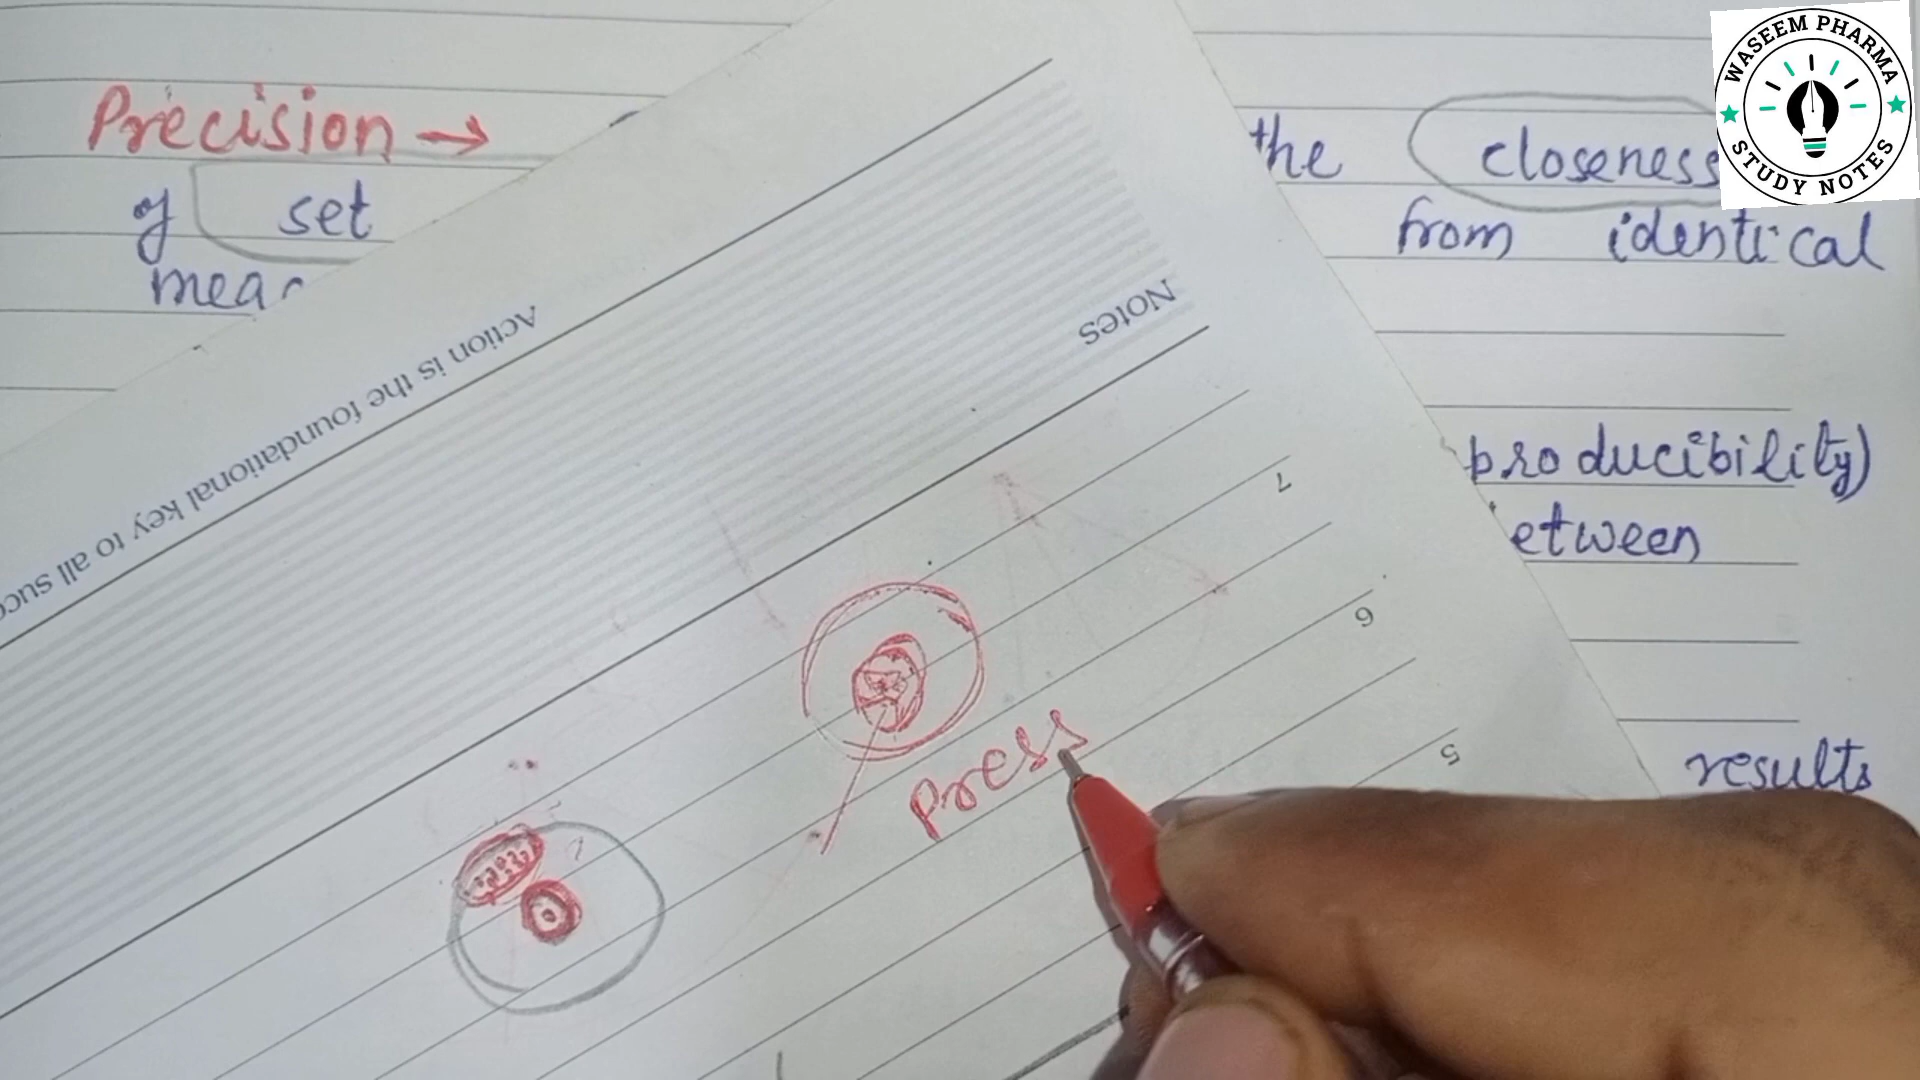 Precision → the closeness
of set from identical
mea
producibility)
etween
results
Action is the foundational key to all succ
Notes
7
6
5
Press
WASEEM PHARMA
STUDY NOTES